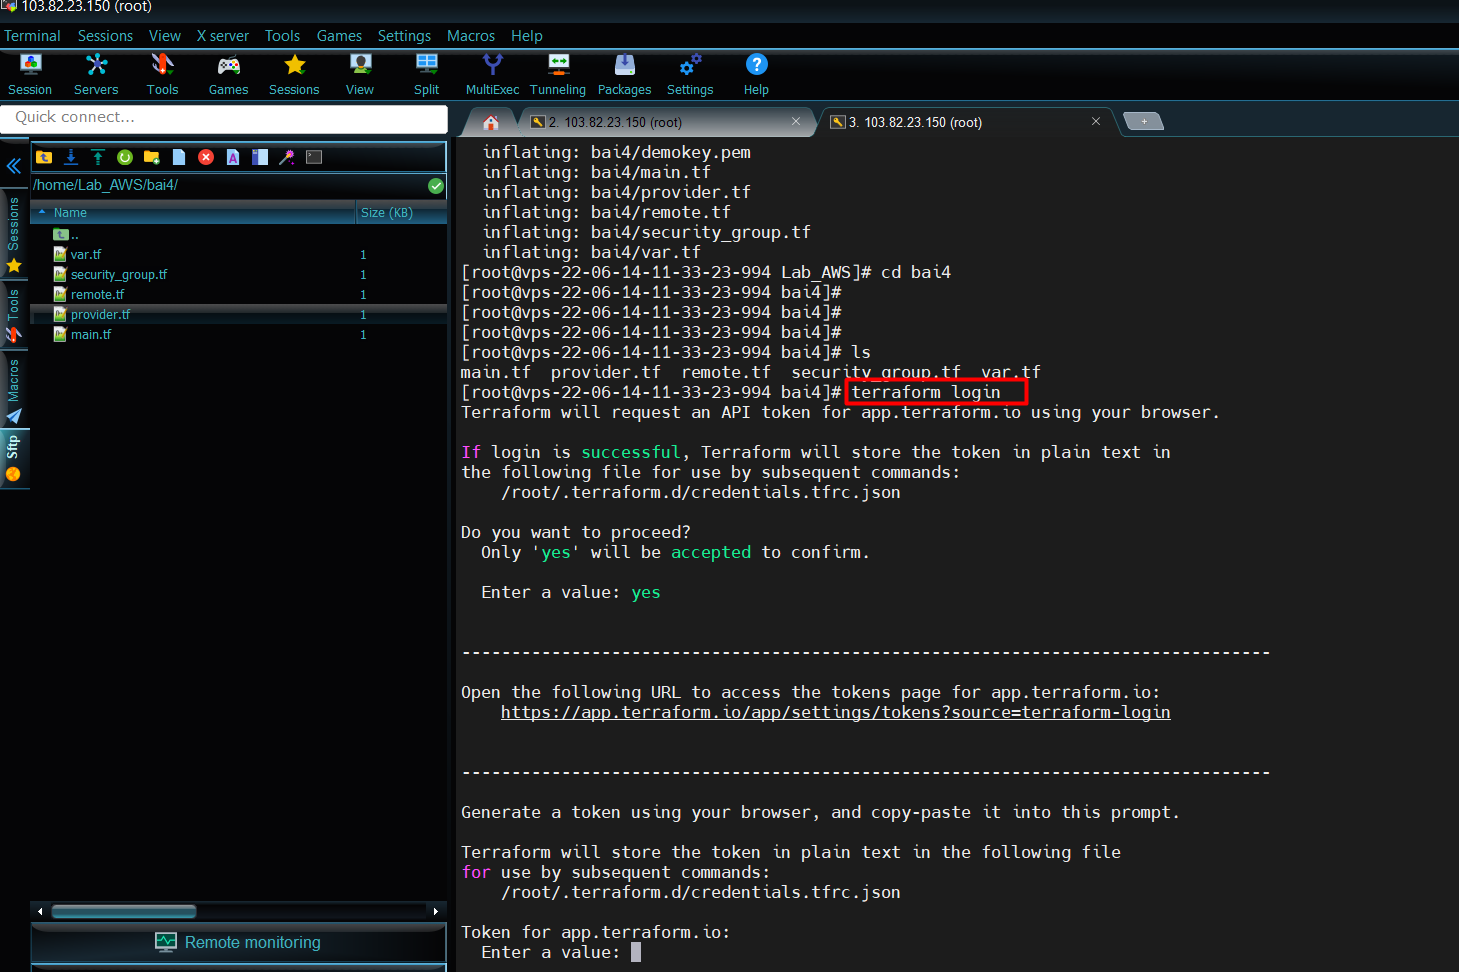 103.82.23.150 (root)
Terminal Sessions View X server Tools Games Settings Macros Help
Session Servers Tools Games Sessions View Split MultiExec Tunneling Packages Settings Help
Quick connect...
2. 103.82.23.150 (root)
3. 103.82.23.150 (root)
/home/Lab_AWS/bai4/
Name Size (KB)
..
var.tf 1
security_group.tf 1
remote.tf 1
provider.tf 1
main.tf 1
Sessions
Tools
Macros
Sftp
Remote monitoring
inflating: bai4/demokey.pem
inflating: bai4/main.tf
inflating: bai4/provider.tf
inflating: bai4/remote.tf
inflating: bai4/security_group.tf
inflating: bai4/var.tf
[root@vps-22-06-14-11-33-23-994 Lab_AWS]# cd bai4
[root@vps-22-06-14-11-33-23-994 bai4]#
[root@vps-22-06-14-11-33-23-994 bai4]#
[root@vps-22-06-14-11-33-23-994 bai4]#
[root@vps-22-06-14-11-33-23-994 bai4]# ls
main.tf provider.tf remote.tf security_group.tf var.tf
[root@vps-22-06-14-11-33-23-994 bai4]# terraform login
Terraform will request an API token for app.terraform.io using your browser.
If login is successful, Terraform will store the token in plain text in
the following file for use by subsequent commands:
/root/.terraform.d/credentials.tfrc.json
Do you want to proceed?
Only 'yes' will be accepted to confirm.
Enter a value: yes
---------------------------------------------------------------------------------
Open the following URL to access the tokens page for app.terraform.io:
https://app.terraform.io/app/settings/tokens?source=terraform-login
---------------------------------------------------------------------------------
Generate a token using your browser, and copy-paste it into this prompt.
Terraform will store the token in plain text in the following file
for use by subsequent commands:
/root/.terraform.d/credentials.tfrc.json
Token for app.terraform.io:
Enter a value: